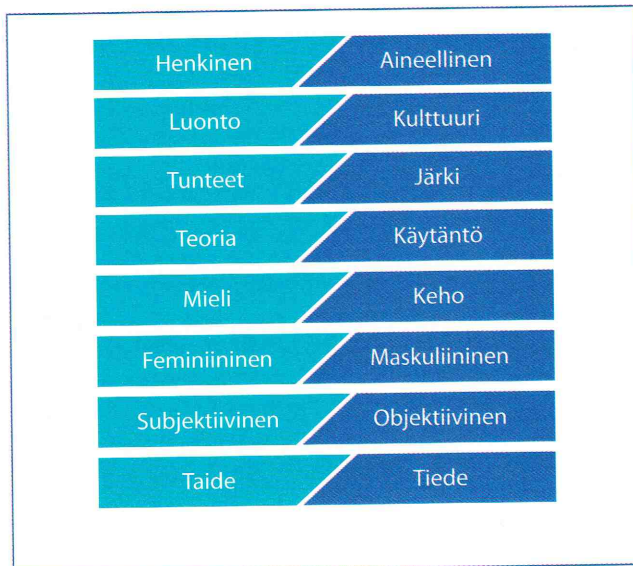 Henkinen Aineellinen
Luonto Kulttuuri
Tunteet Järki
Teoria Käytäntö
Mieli Keho
Feminiininen Maskuliininen
Subjektiivinen Objektiivinen
Taide Tiede